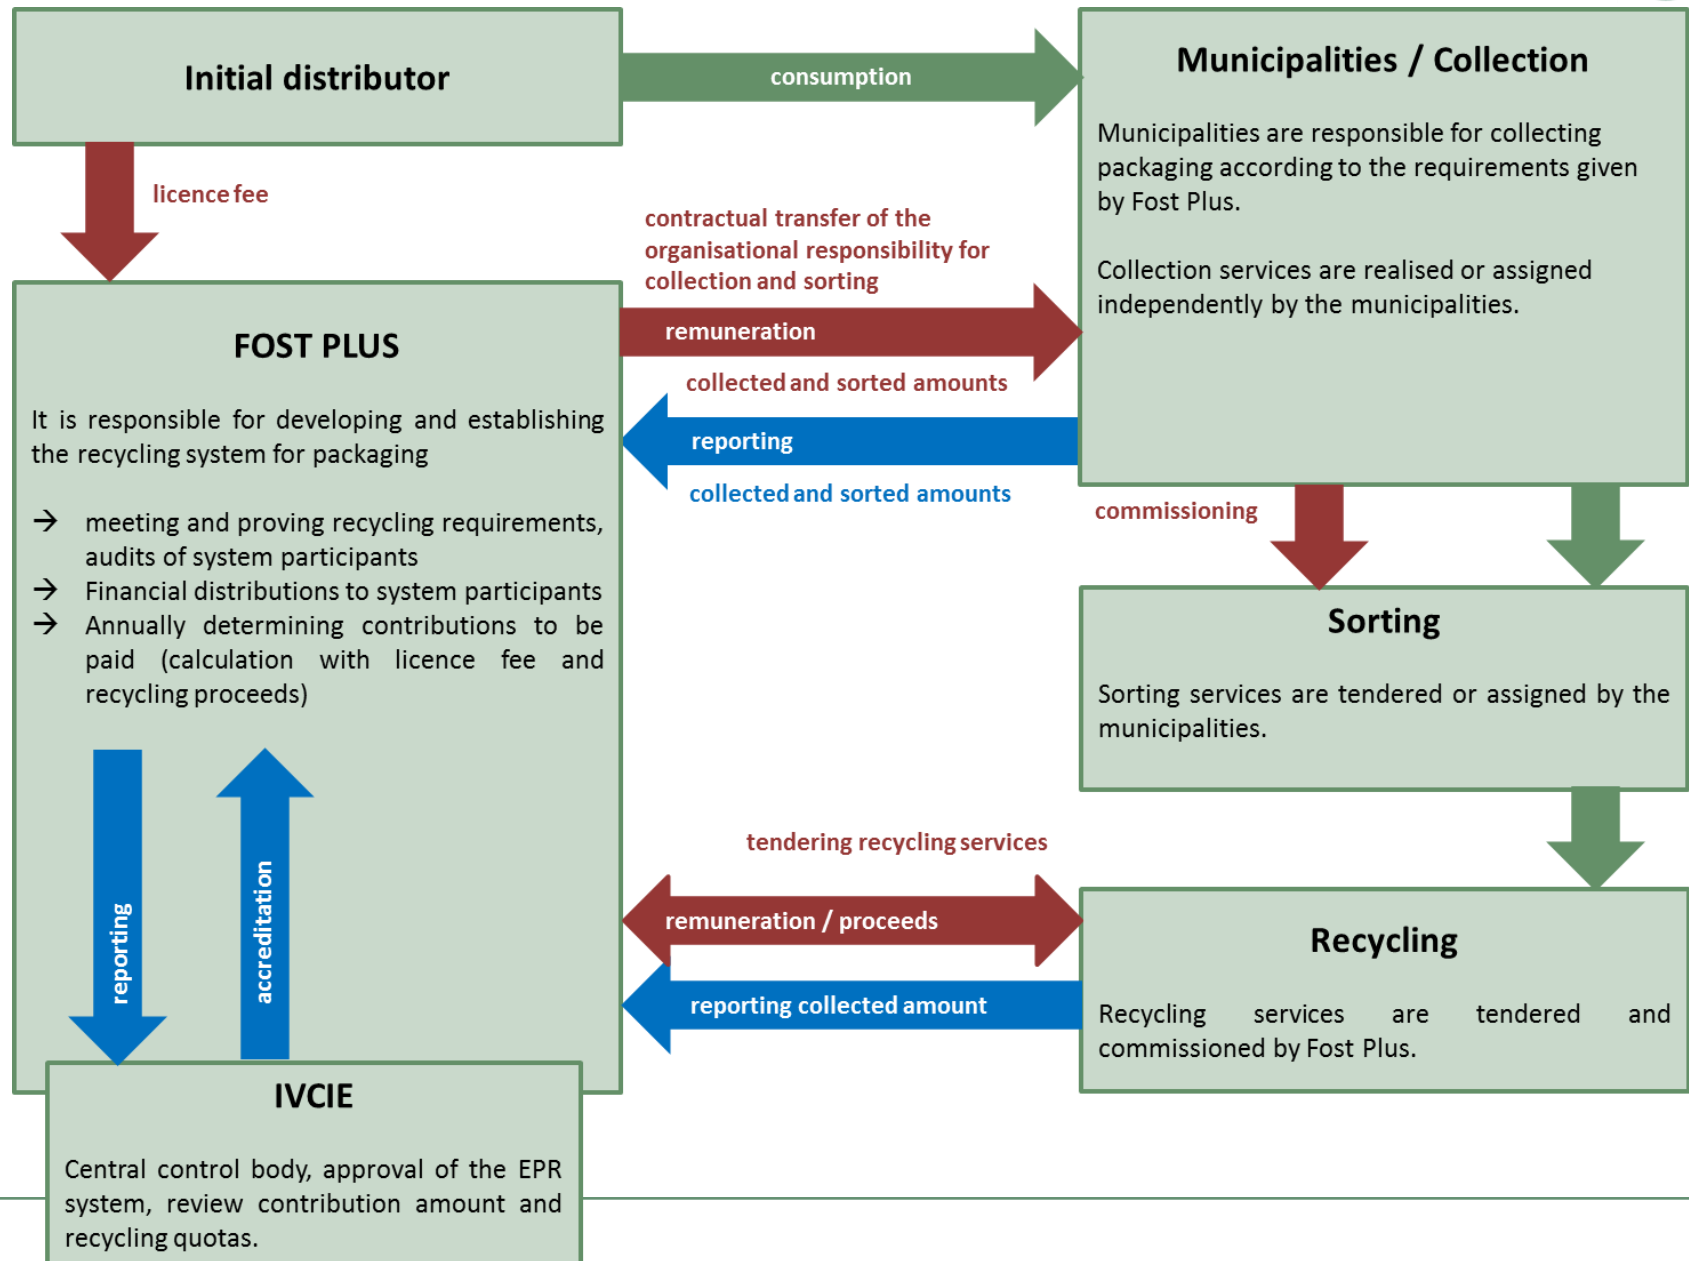 Initial distributor
consumption
Municipalities / Collection
Municipalities are responsible for collecting
packaging according to the requirements given
by Fost Plus.
Collection services are realised or assigned
independently by the municipalities.
licence fee
contractual transfer of the
organisational responsibility for
collection and sorting
remuneration
collected and sorted amounts
reporting
collected and sorted amounts
FOST PLUS
It is responsible for developing and establishing
the recycling system for packaging
→ meeting and proving recycling requirements,
audits of system participants
→ Financial distributions to system participants
→ Annually determining contributions to be
paid (calculation with licence fee and
recycling proceeds)
commissioning
Sorting
Sorting services are tendered or assigned by the
municipalities.
reporting
accreditation
tendering recycling services
remuneration / proceeds
reporting collected amount
Recycling
Recycling services are tendered and
commissioned by Fost Plus.
IVCIE
Central control body, approval of the EPR
system, review contribution amount and
recycling quotas.